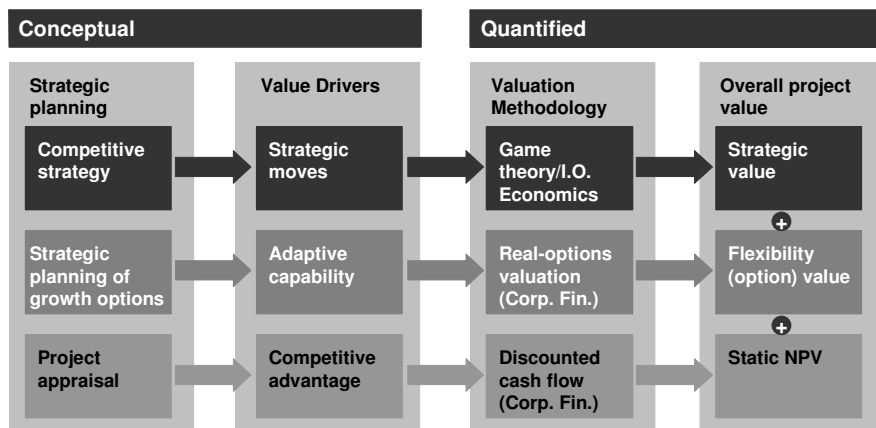 Conceptual
Quantified
Strategic
planning
Value Drivers
Valuation
Methodology
Overall project
value
Competitive
strategy
Strategic
moves
Game
theory/I.O.
Economics
Strategic
value
+
Strategic
planning of
growth options
Adaptive
capability
Real-options
valuation
(Corp. Fin.)
Flexibility
(option) value
+
Project
appraisal
Competitive
advantage
Discounted
cash flow
(Corp. Fin.)
Static NPV